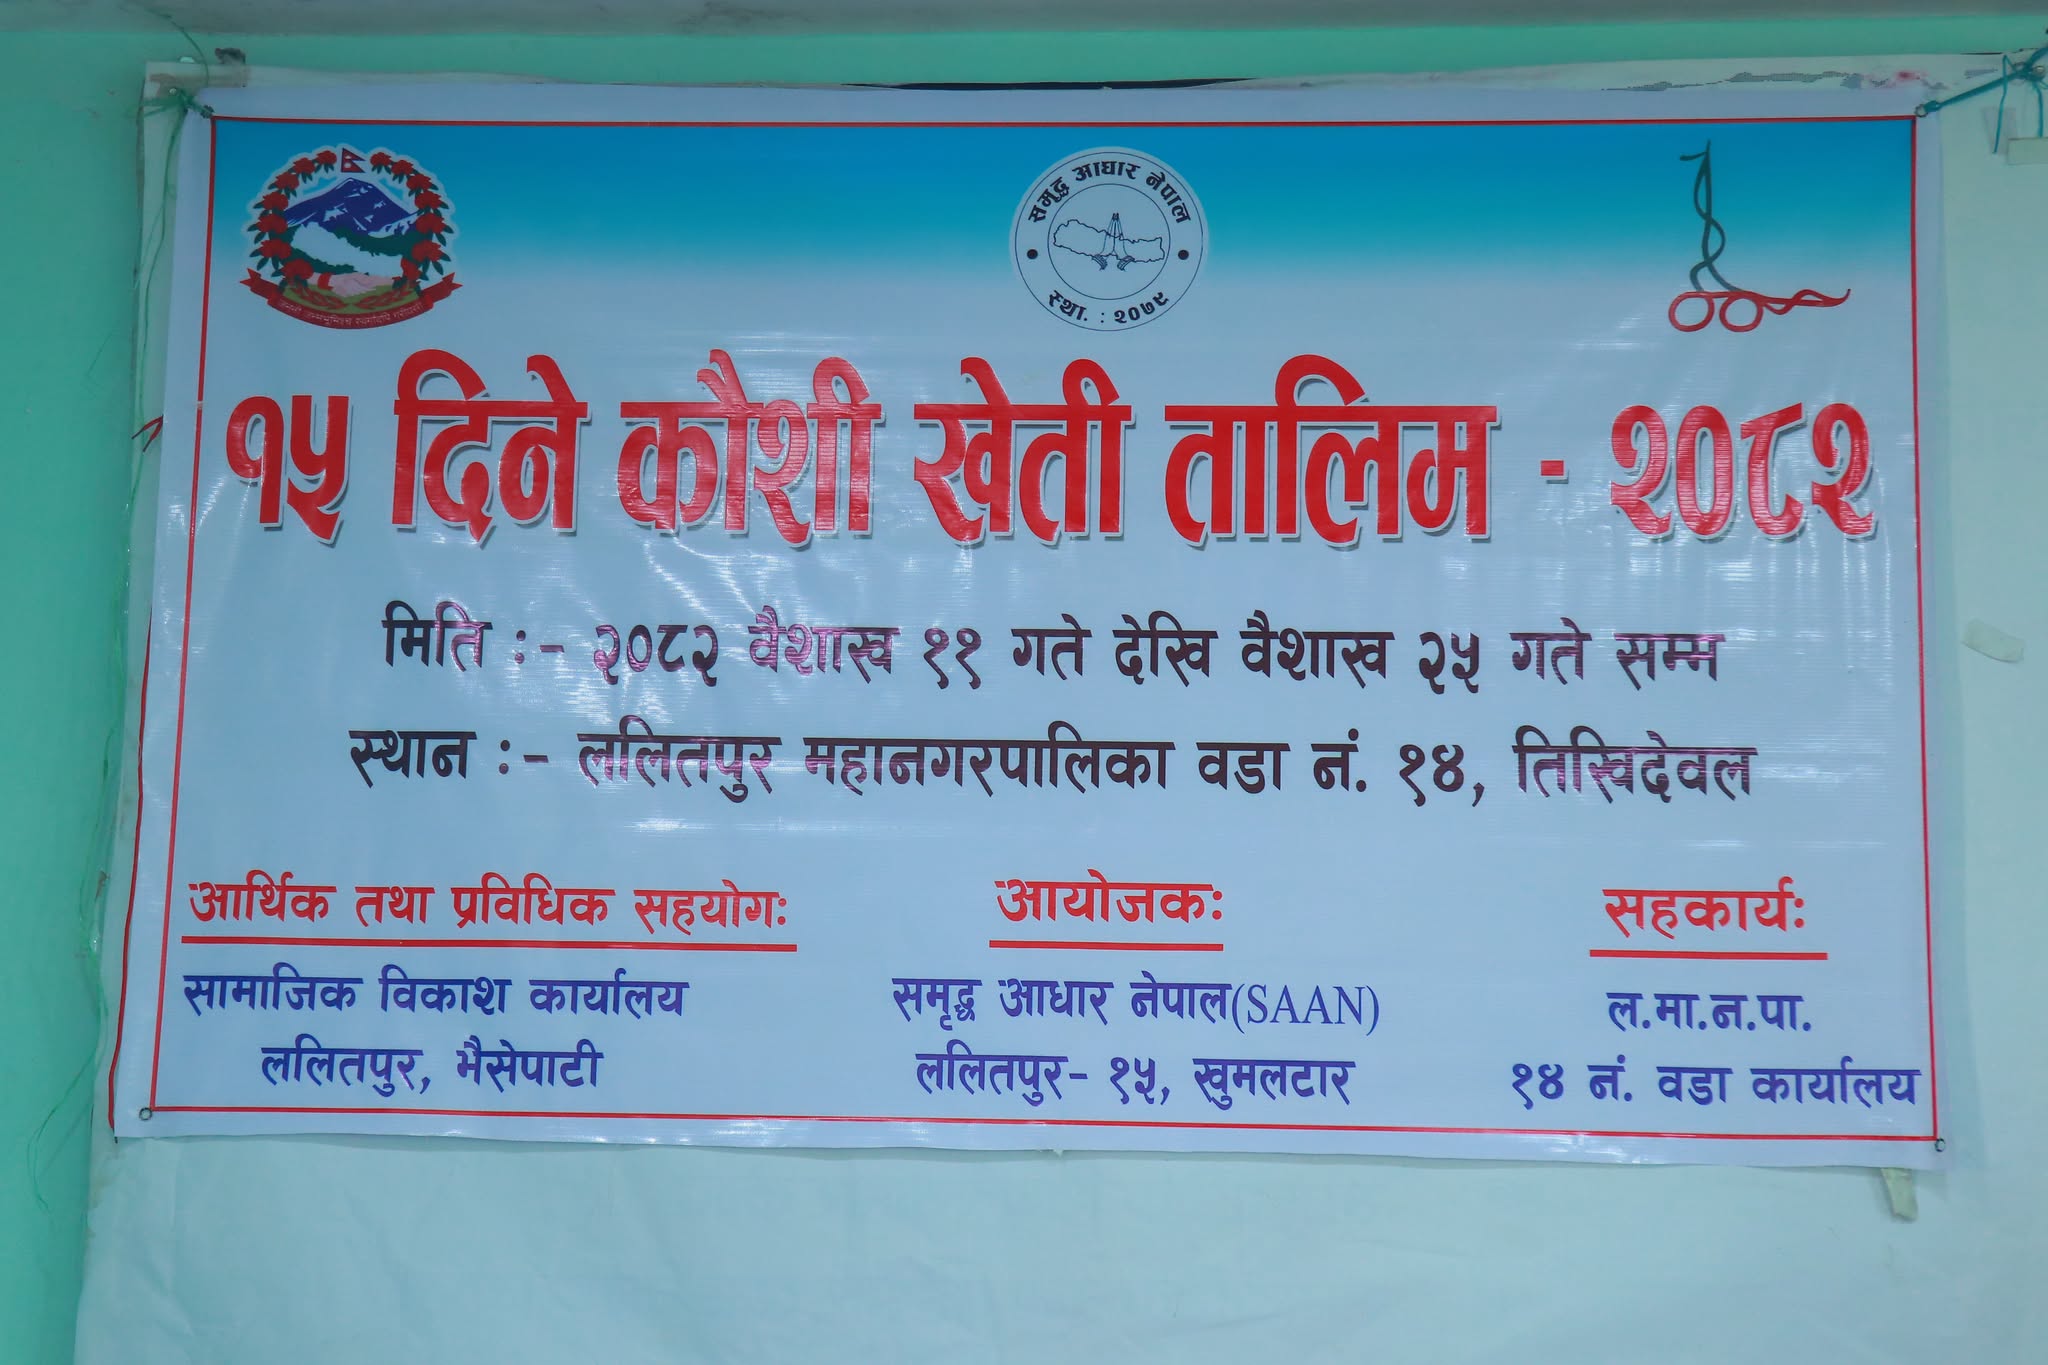 समृद्ध आधार नेपाल
स्था. : २०७९
१५ दिने कौशी खेती तालिम - २०८२
मिति :- २०८२ वैशाख ११ गते देखि वैशाख २५ गते सम्म
स्थान :- ललितपुर महानगरपालिका वडा नं. १४, तिखिदेवल
आर्थिक तथा प्रविधिक सहयोगः
सामाजिक विकाश कार्यालय
ललितपुर, भैसेपाटी
आयोजकः
समृद्ध आधार नेपाल(SAAN)
ललितपुर- १५, खुमलटार
सहकार्यः
ल.मा.न.पा.
१४ नं. वडा कार्यालय